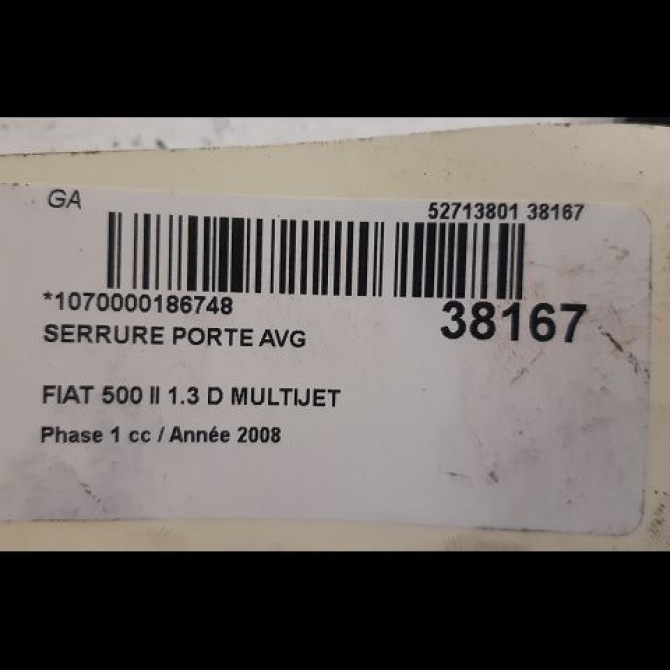 GA
52713801 38167
*1070000186748
38167
SERRURE PORTE AVG
FIAT 500 II 1.3 D MULTIJET
Phase 1 cc / Année 2008